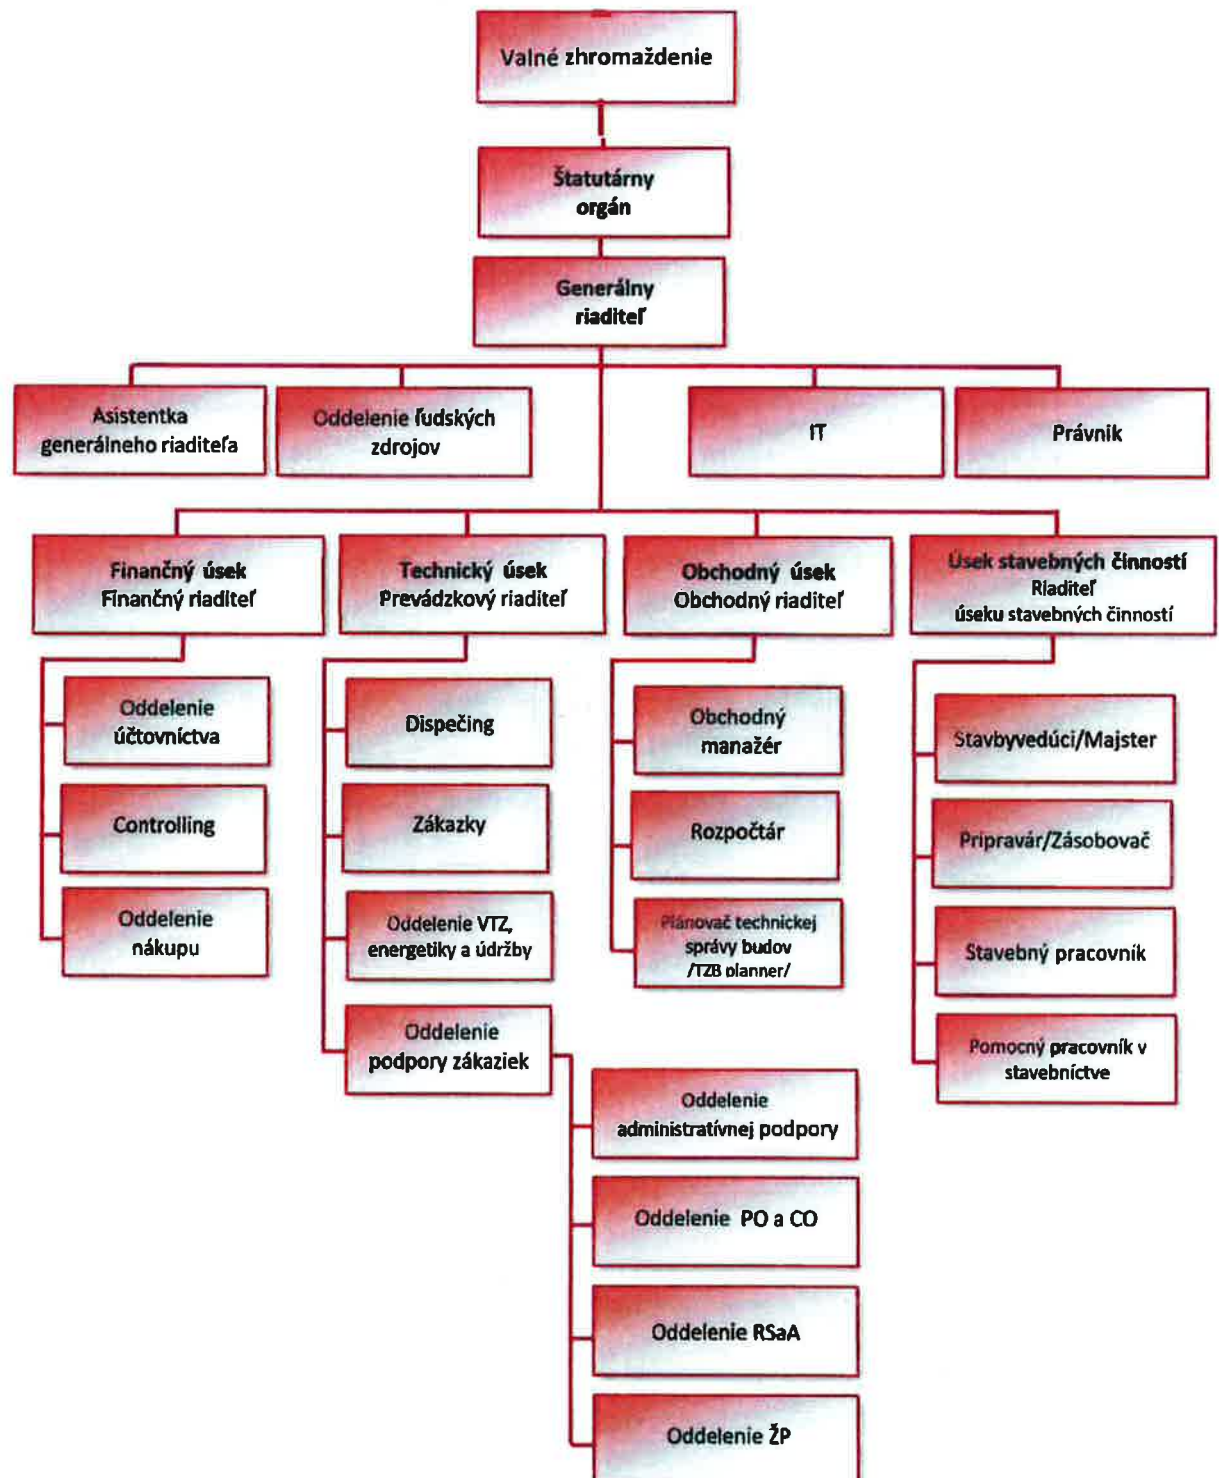 Valné zhromaždenie
Štatutárny
orgán
Generálny
riaditeľ
Asistentka
generálneho riaditeľa
Oddelenie ľudských
zdrojov
IT
Právnik
Finančný úsek
Finančný riaditeľ
Technický úsek
Prevádzkový riaditeľ
Obchodný úsek
Obchodný riaditeľ
Úsek stavebných činností
Riaditeľ
úseku stavebných činností
Oddelenie
účtovníctva
Controlling
Oddelenie
nákupu
Dispečing
Zákazky
Oddelenie VTZ,
energetiky a údržby
Oddelenie
podpory zákaziek
Obchodný
manažér
Rozpočtár
Plánovač technickej
správy budov
/TZB planner/
Stavbyvedúci/Majster
Pripravár/Zásobovač
Stavebný pracovník
Pomocný pracovník v
stavebníctve
Oddelenie
administratívnej podpory
Oddelenie PO a CO
Oddelenie RSaA
Oddelenie ŽP